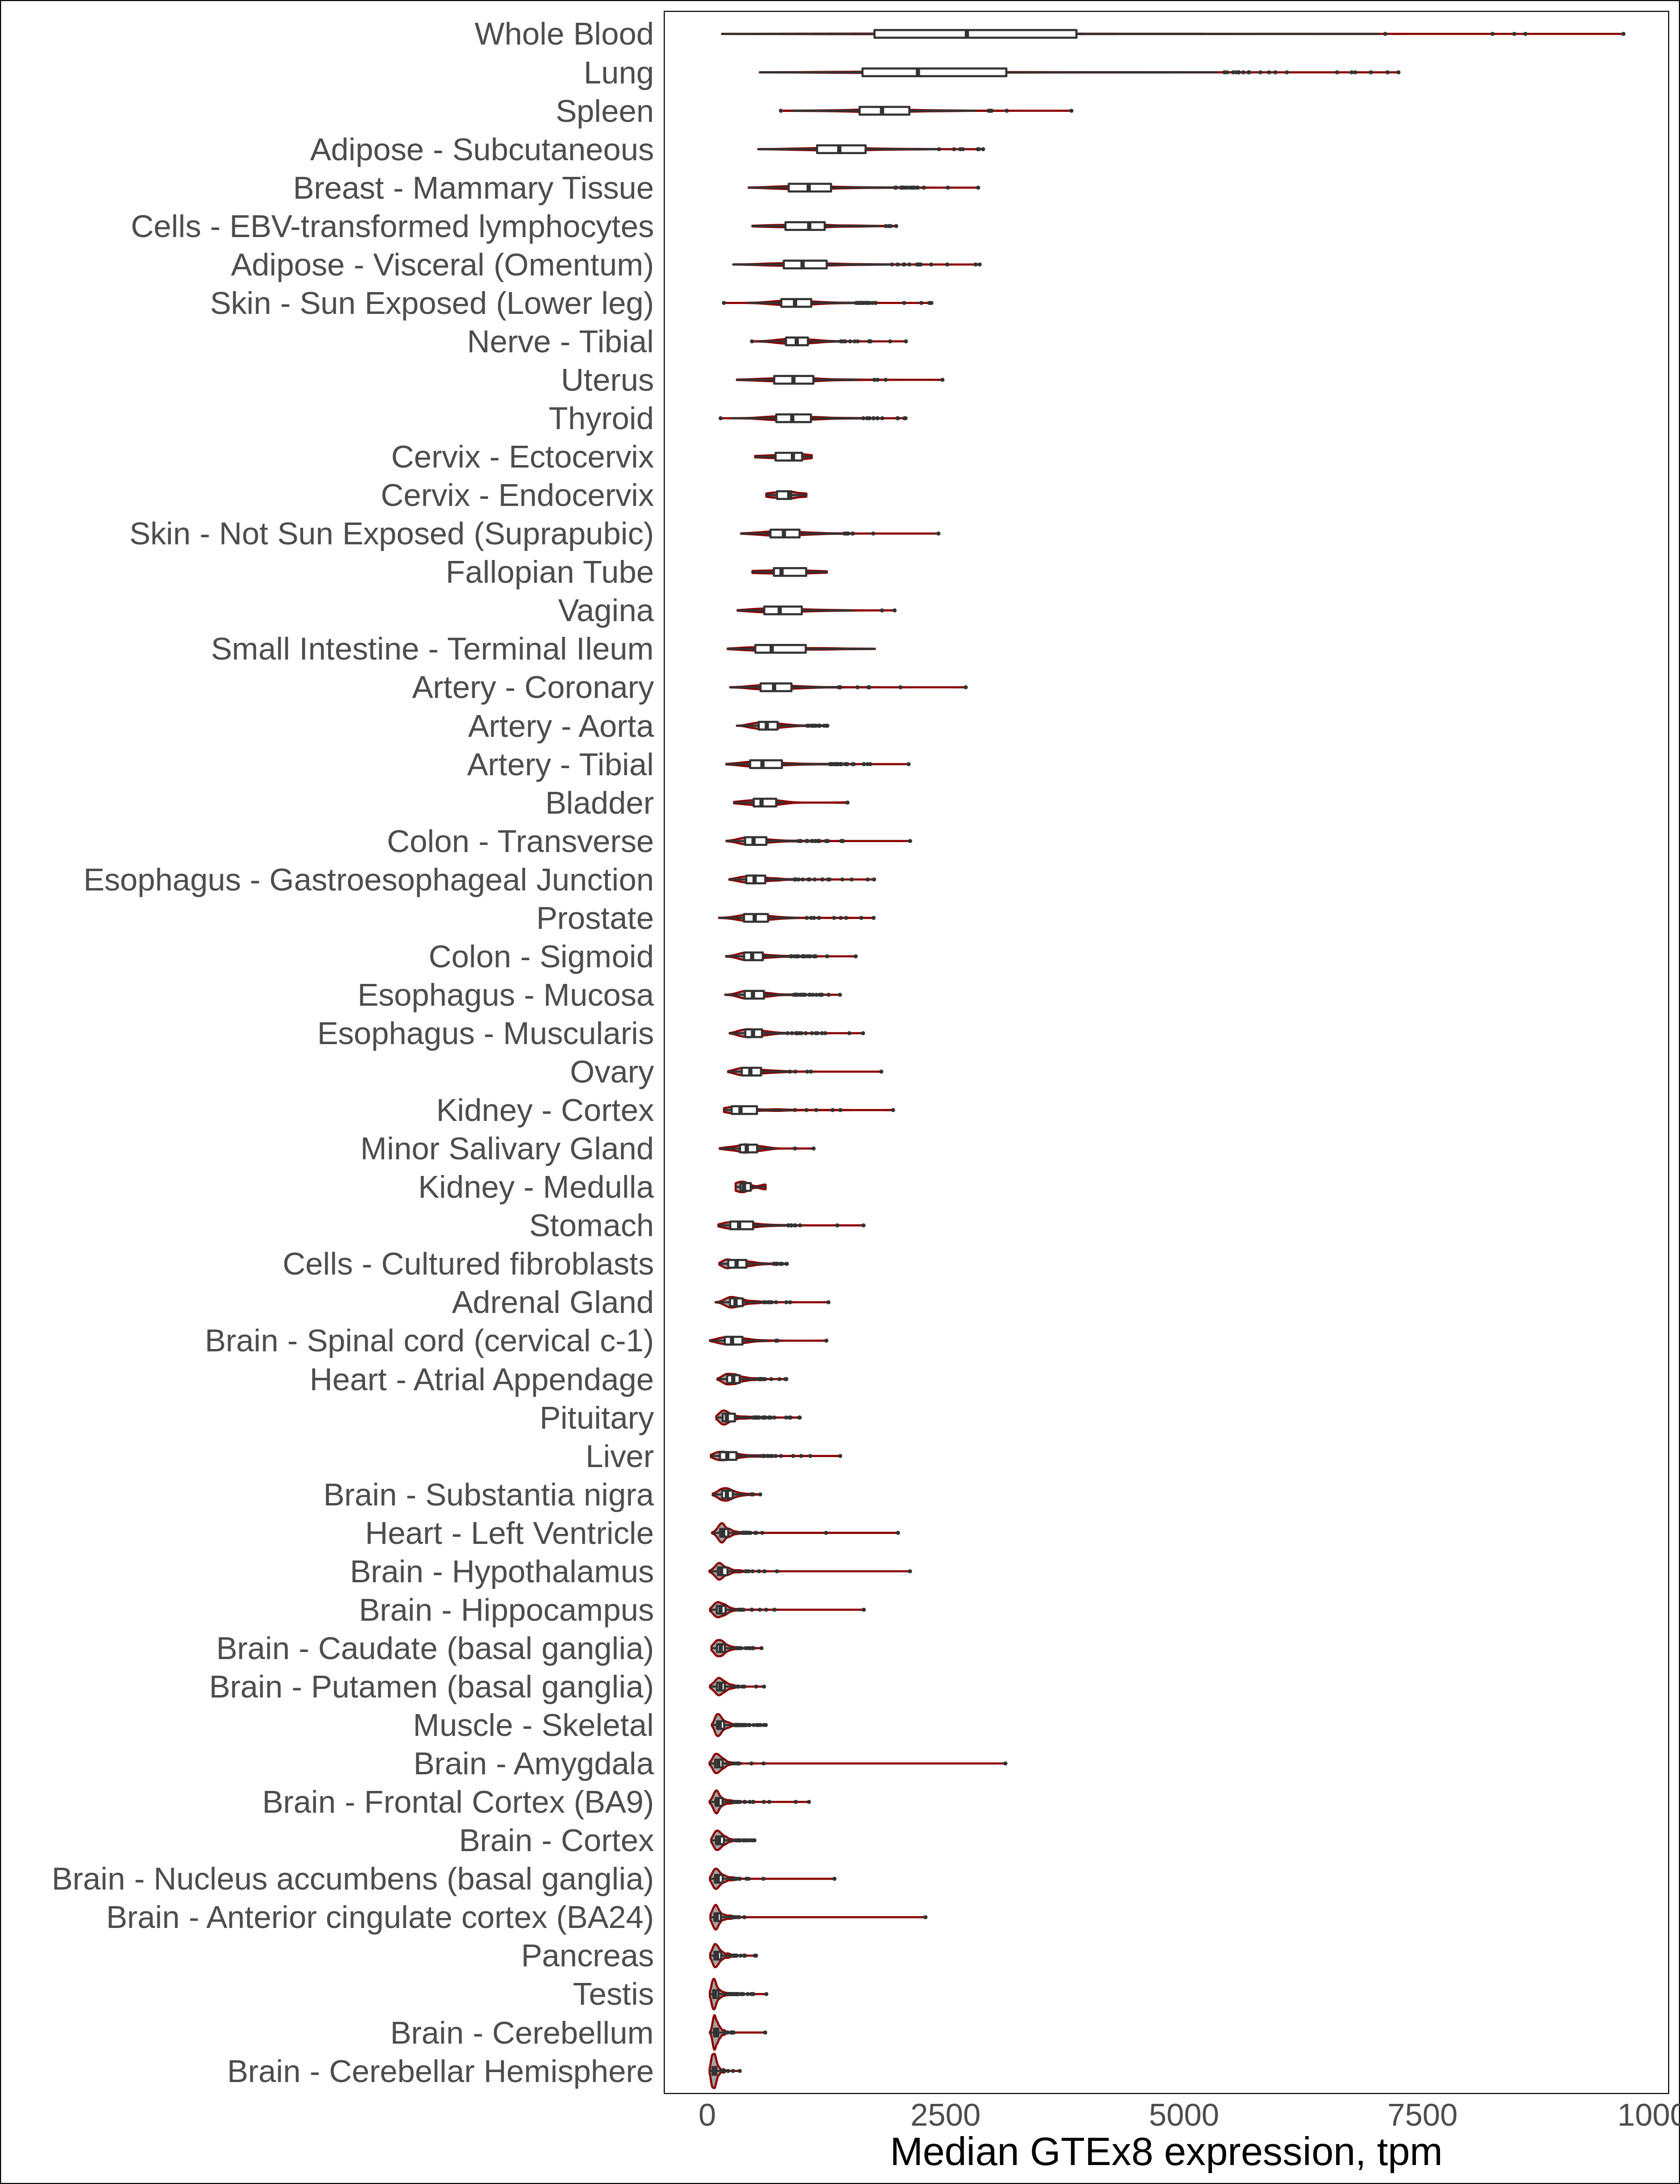 Whole Blood
Lung
Spleen
Adipose - Subcutaneous
Breast - Mammary Tissue
Cells - EBV-transformed lymphocytes
Adipose - Visceral (Omentum)
Skin - Sun Exposed (Lower leg)
Nerve - Tibial
Uterus
Thyroid
Cervix - Ectocervix
Cervix - Endocervix
Skin - Not Sun Exposed (Suprapubic)
Fallopian Tube
Vagina
Small Intestine - Terminal Ileum
Artery - Coronary
Artery - Aorta
Artery - Tibial
Bladder
Colon - Transverse
Esophagus - Gastroesophageal Junction
Prostate
Colon - Sigmoid
Esophagus - Mucosa
Esophagus - Muscularis
Ovary
Kidney - Cortex
Minor Salivary Gland
Kidney - Medulla
Stomach
Cells - Cultured fibroblasts
Adrenal Gland
Brain - Spinal cord (cervical c-1)
Heart - Atrial Appendage
Pituitary
Liver
Brain - Substantia nigra
Heart - Left Ventricle
Brain - Hypothalamus
Brain - Hippocampus
Brain - Caudate (basal ganglia)
Brain - Putamen (basal ganglia)
Muscle - Skeletal
Brain - Amygdala
Brain - Frontal Cortex (BA9)
Brain - Cortex
Brain - Nucleus accumbens (basal ganglia)
Brain - Anterior cingulate cortex (BA24)
Pancreas
Testis
Brain - Cerebellum
Brain - Cerebellar Hemisphere
0 2500 5000 7500 1000
Median GTEx8 expression, tpm